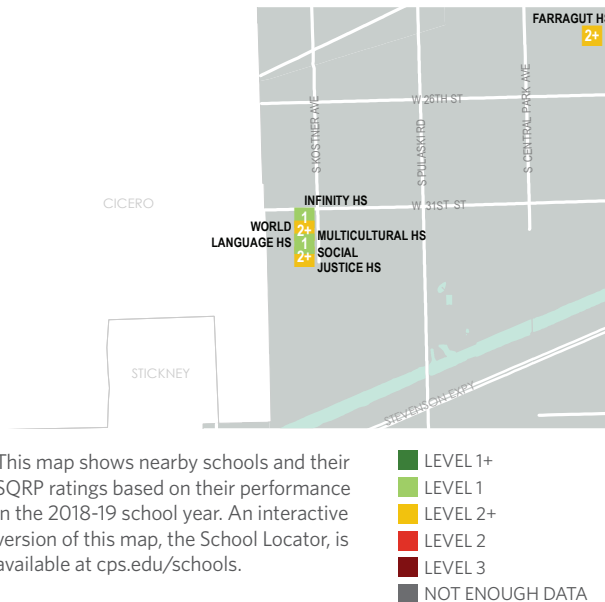 FARRAGUT HS
2+
W 26TH ST
S KOSTNER AVE
S PULASKI RD
S CENTRAL PARK AVE
CICERO
INFINITY HS
W 31ST ST
1
WORLD
LANGUAGE HS
2+
MULTICULTURAL HS
1
SOCIAL
JUSTICE HS
2+
STICKNEY
STEVENSON EXPY
This map shows nearby schools and their
SQRP ratings based on their performance
in the 2018-19 school year. An interactive
version of this map, the School Locator, is
available at cps.edu/schools.
LEVEL 1+
LEVEL 1
LEVEL 2+
LEVEL 2
LEVEL 3
NOT ENOUGH DATA